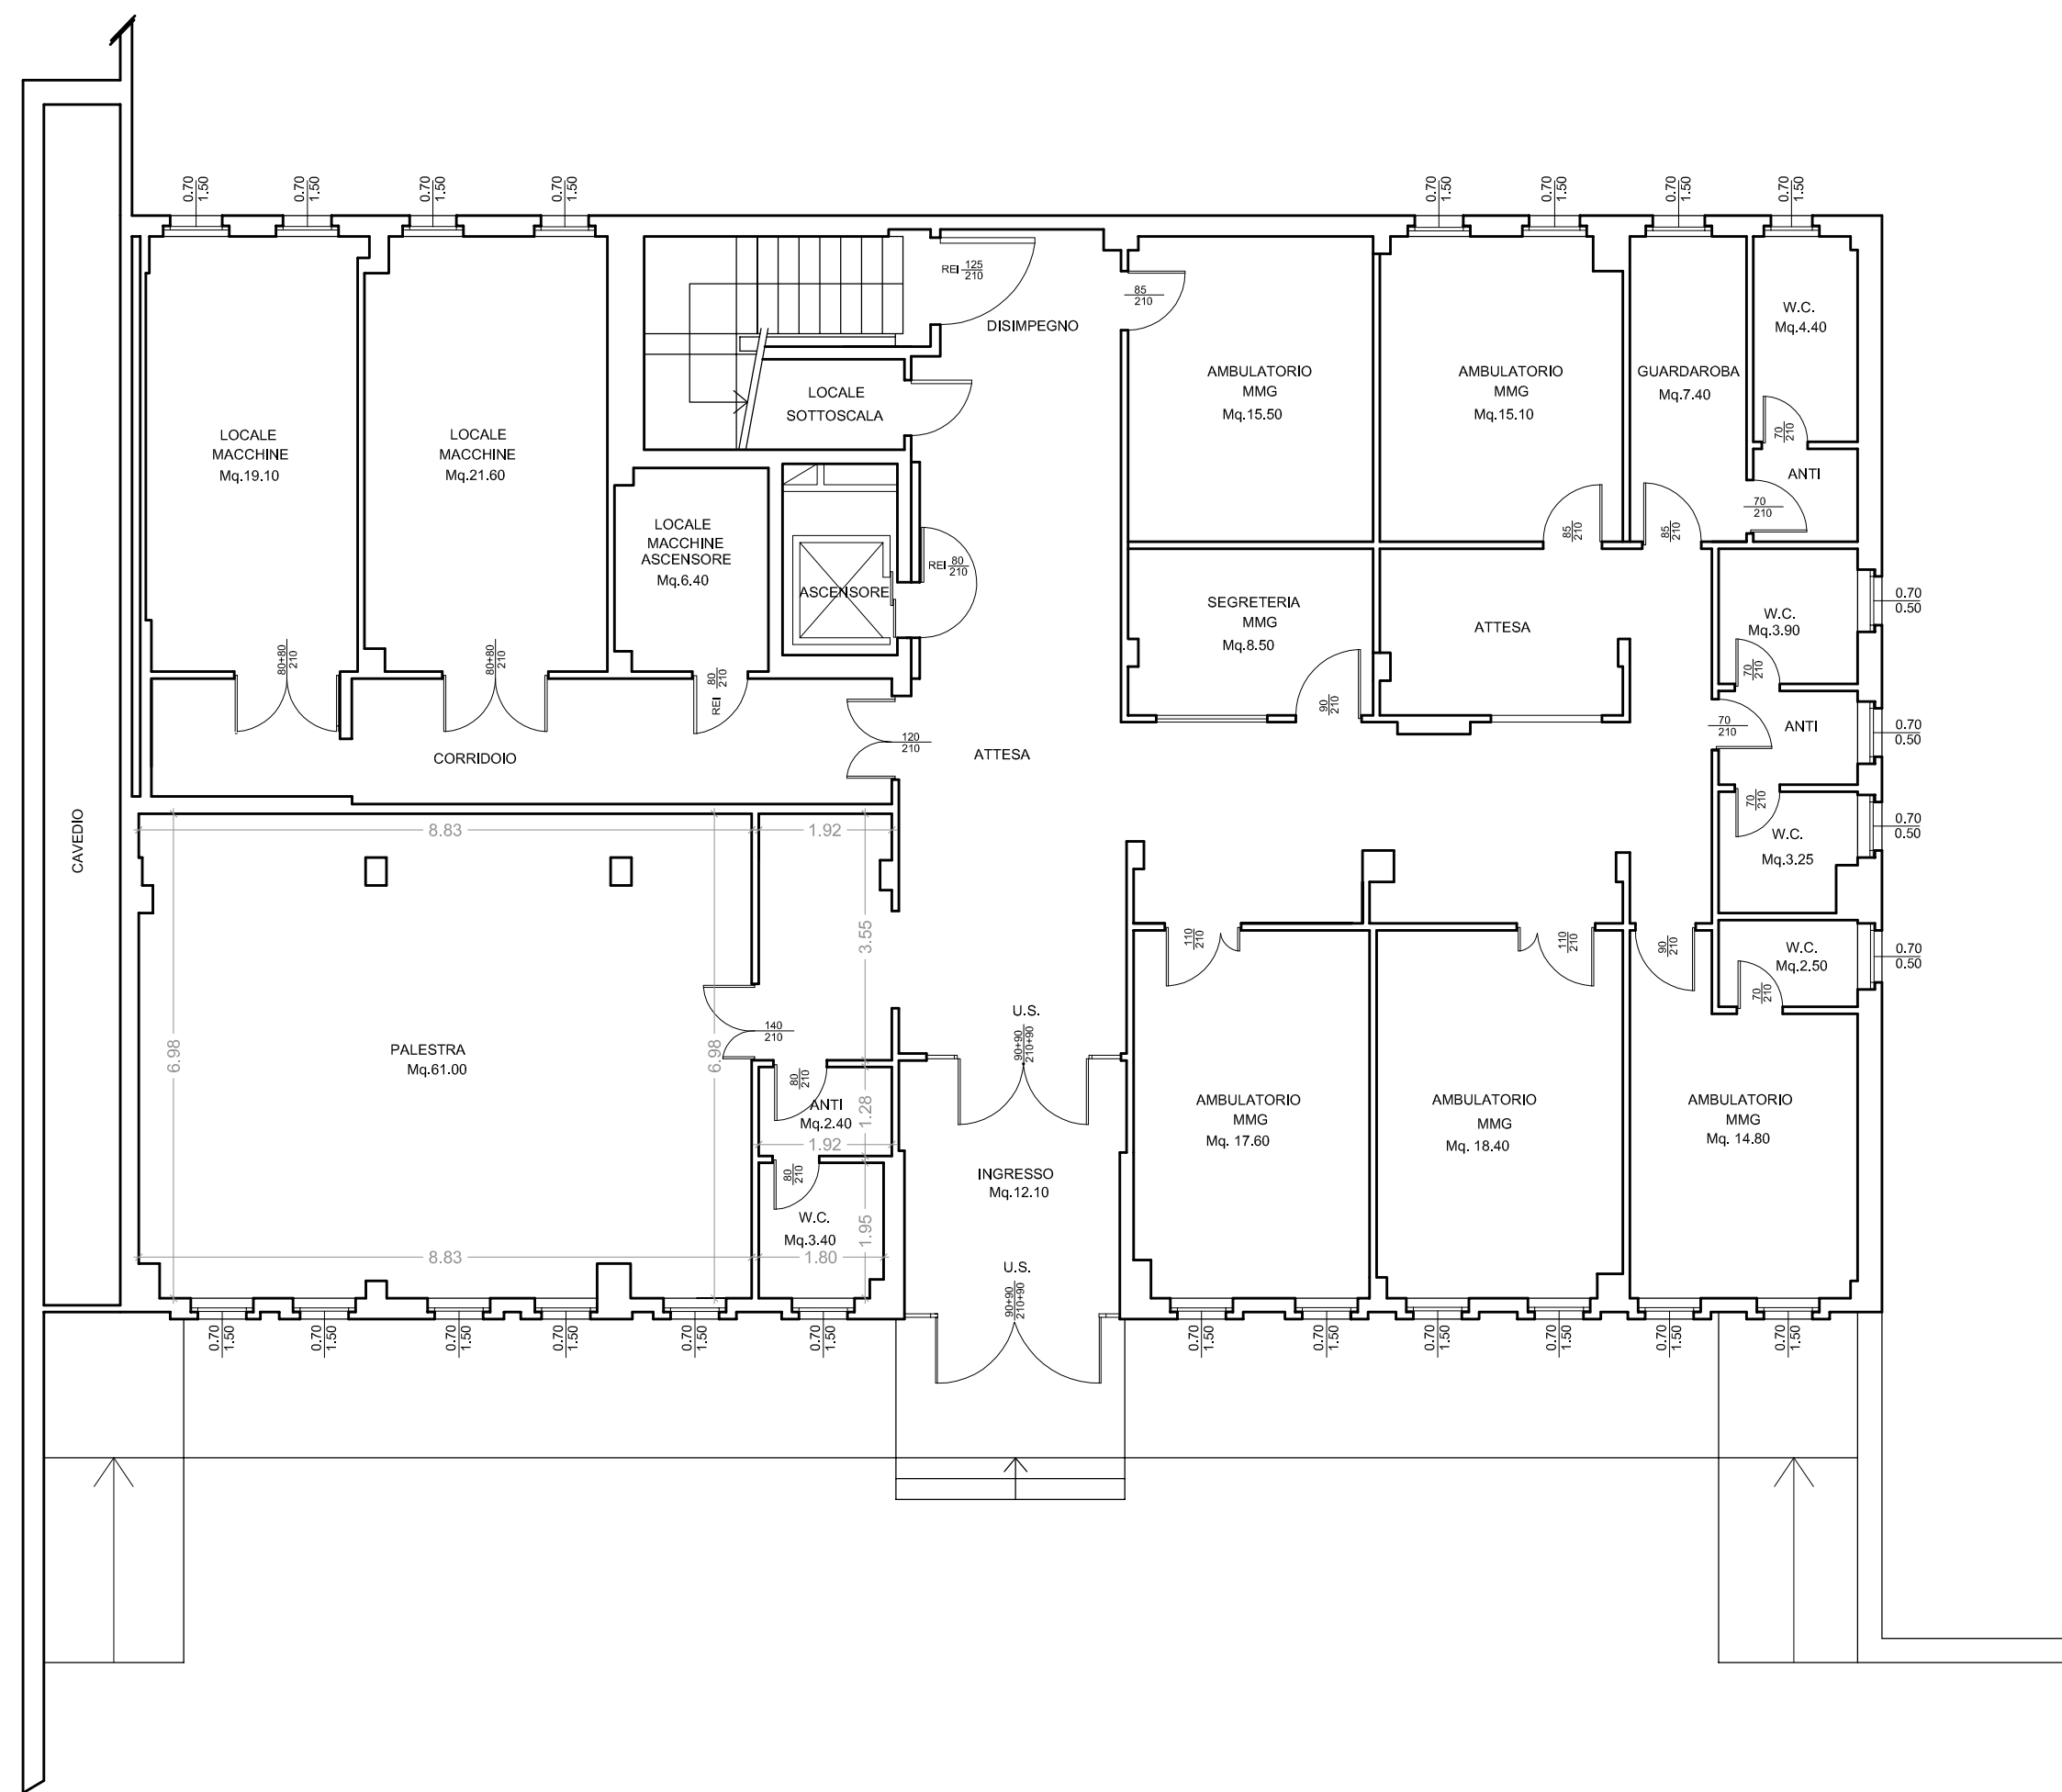 0.70
1.50
0.70
1.50
0.70
1.50
0.70
1.50
0.70
1.50
0.70
1.50
0.70
1.50
0.70
1.50
REI 125
210
85
210
DISIMPEGNO
W.C.
Mq.4.40
LOCALE
SOTTOSCALA
AMBULATORIO
MMG
Mq.15.50
AMBULATORIO
MMG
Mq.15.10
GUARDAROBA
Mq.7.40
70
210
LOCALE
MACCHINE
Mq.19.10
LOCALE
MACCHINE
Mq.21.60
ANTI
70
210
LOCALE
MACCHINE
ASCENSORE
Mq.6.40
ASCENSORE
REI 80
210
85
210
85
210
SEGRETERIA
MMG
Mq.8.50
ATTESA
W.C.
Mq.3.90
0.70
0.50
80+80
210
80+80
210
REI 80
210
90
210
70
210
70
210
ANTI
0.70
0.50
120
210
CORRIDOIO
ATTESA
70
210
CAVEDIO
8.83
1.92
W.C.
Mq.3.25
0.70
0.50
3.55
110
210
110
210
90
210
W.C.
Mq.2.50
0.70
0.50
70
210
6.98
6.98
PALESTRA
Mq.61.00
140
210
U.S.
90+90
210+90
80
210
ANTI
Mq.2.40
1.28
1.92
AMBULATORIO
MMG
Mq. 17.60
AMBULATORIO
MMG
Mq. 18.40
AMBULATORIO
MMG
Mq. 14.80
80
210
INGRESSO
Mq.12.10
W.C.
Mq.3.40
1.95
8.83
1.80
U.S.
90+90
210+90
0.70
1.50
0.70
1.50
0.70
1.50
0.70
1.50
0.70
1.50
0.70
1.50
0.70
1.50
0.70
1.50
0.70
1.50
0.70
1.50
0.70
1.50
0.70
1.50